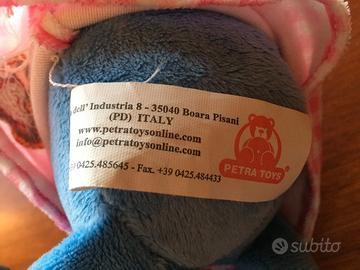 dell' Industria 8 - 35040 Boara Pisani
(PD) ITALY
www.petratoysonline.com
info@petratoysonline.com
39 0425.485645 - Fax. +39 0425.484433
PETRA TOYS
subito